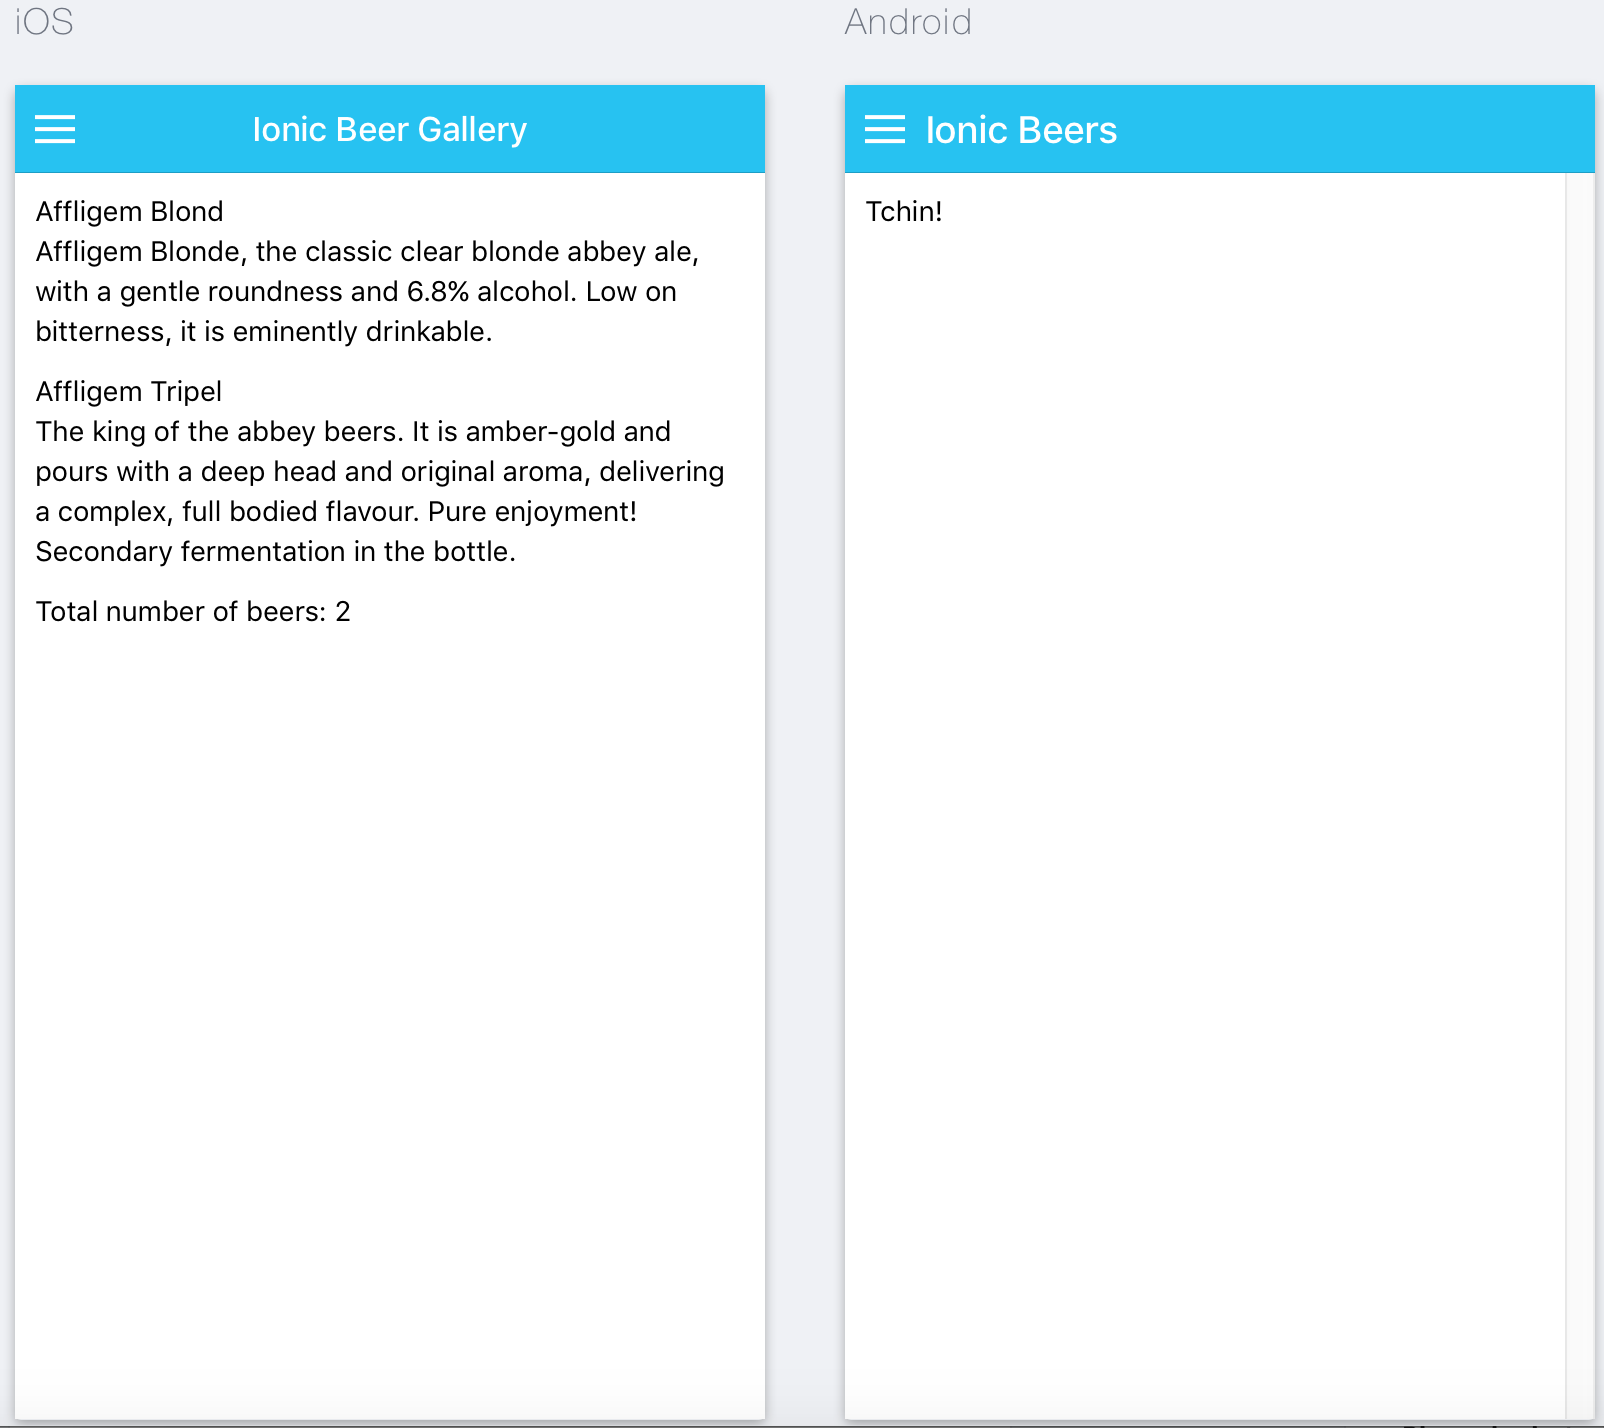 iOS
Ionic Beer Gallery
Affligem Blond
Affligem Blonde, the classic clear blonde abbey ale,
with a gentle roundness and 6.8% alcohol. Low on
bitterness, it is eminently drinkable.
Affligem Tripel
The king of the abbey beers. It is amber-gold and
pours with a deep head and original aroma, delivering
a complex, full bodied flavour. Pure enjoyment!
Secondary fermentation in the bottle.
Total number of beers: 2
Android
Ionic Beers
Tchin!